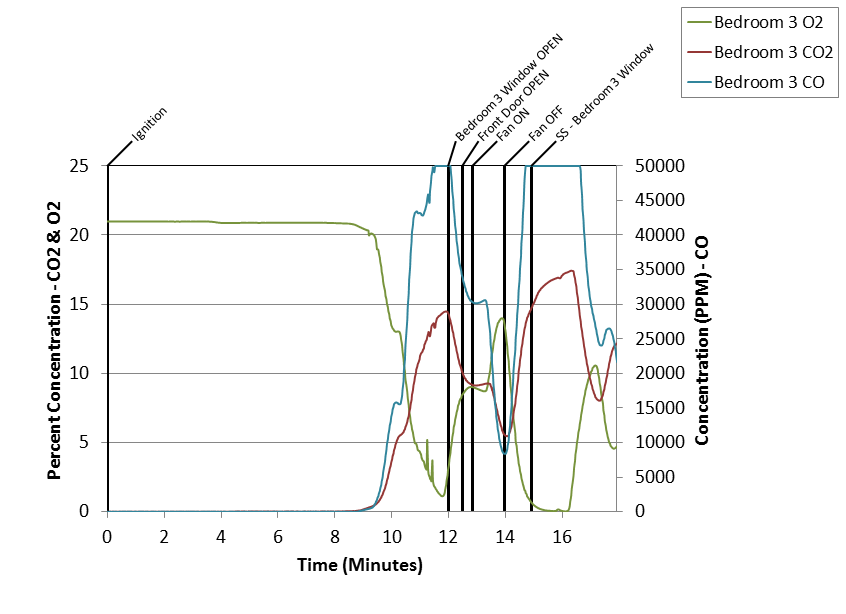 Bedroom 3 O2
Bedroom 3 CO2
Bedroom 3 CO
Ignition
Bedroom 3 Window OPEN
Front Door OPEN
Fan ON
Fan OFF
SS - Bedroom 3 Window
25
20
15
10
5
0
Percent Concentration - CO2 & O2
50000
45000
40000
35000
30000
25000
20000
15000
10000
5000
0
Concentration (PPM) - CO
0 2 4 6 8 10 12 14 16
Time (Minutes)